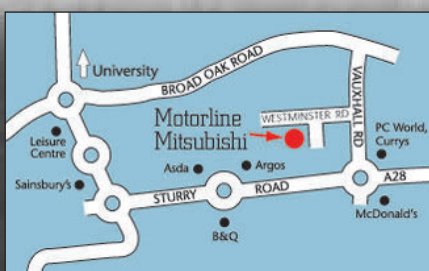 University
BROAD OAK ROAD
Motorline
Mitsubishi
WESTMINSTER RD
VAUXHALL RD
Leisure
Centre
PC World,
Currys
Asda
Argos
Sainsbury's
STURRY ROAD
A28
McDonald's
B&Q